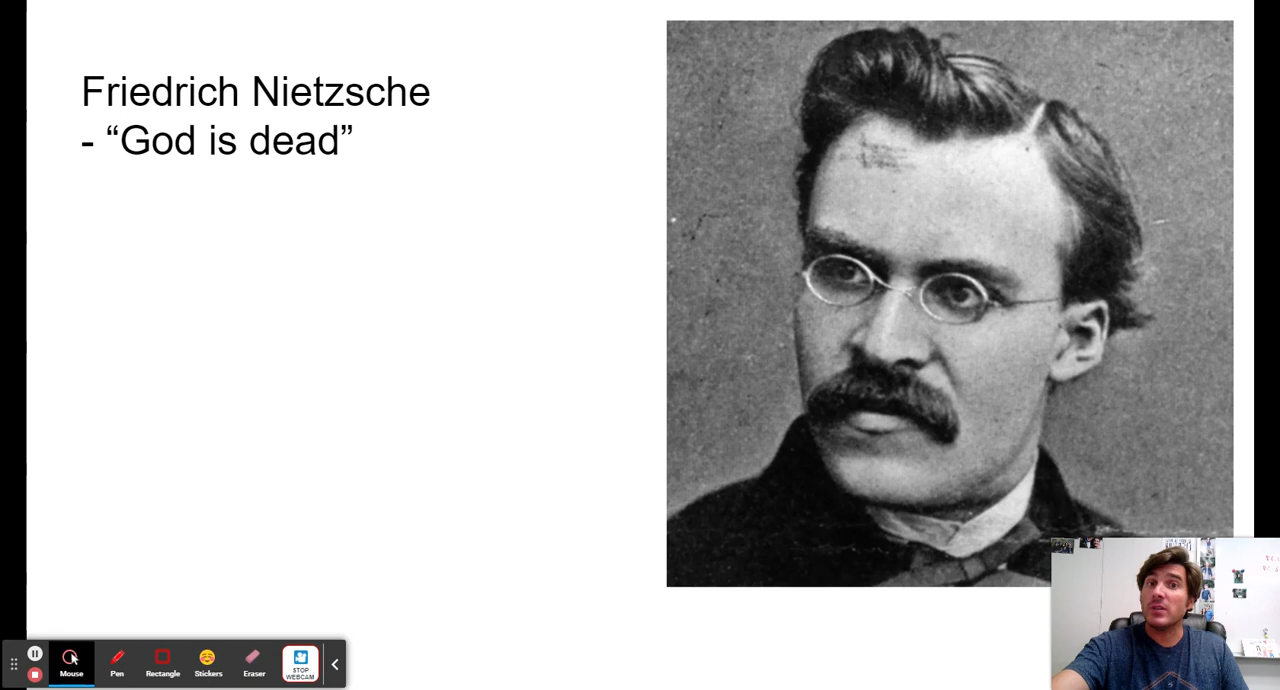 Friedrich Nietzsche
- “God is dead”
Mouse
Pen
Rectangle
Stickers
Eraser
STOP
WEBCAM